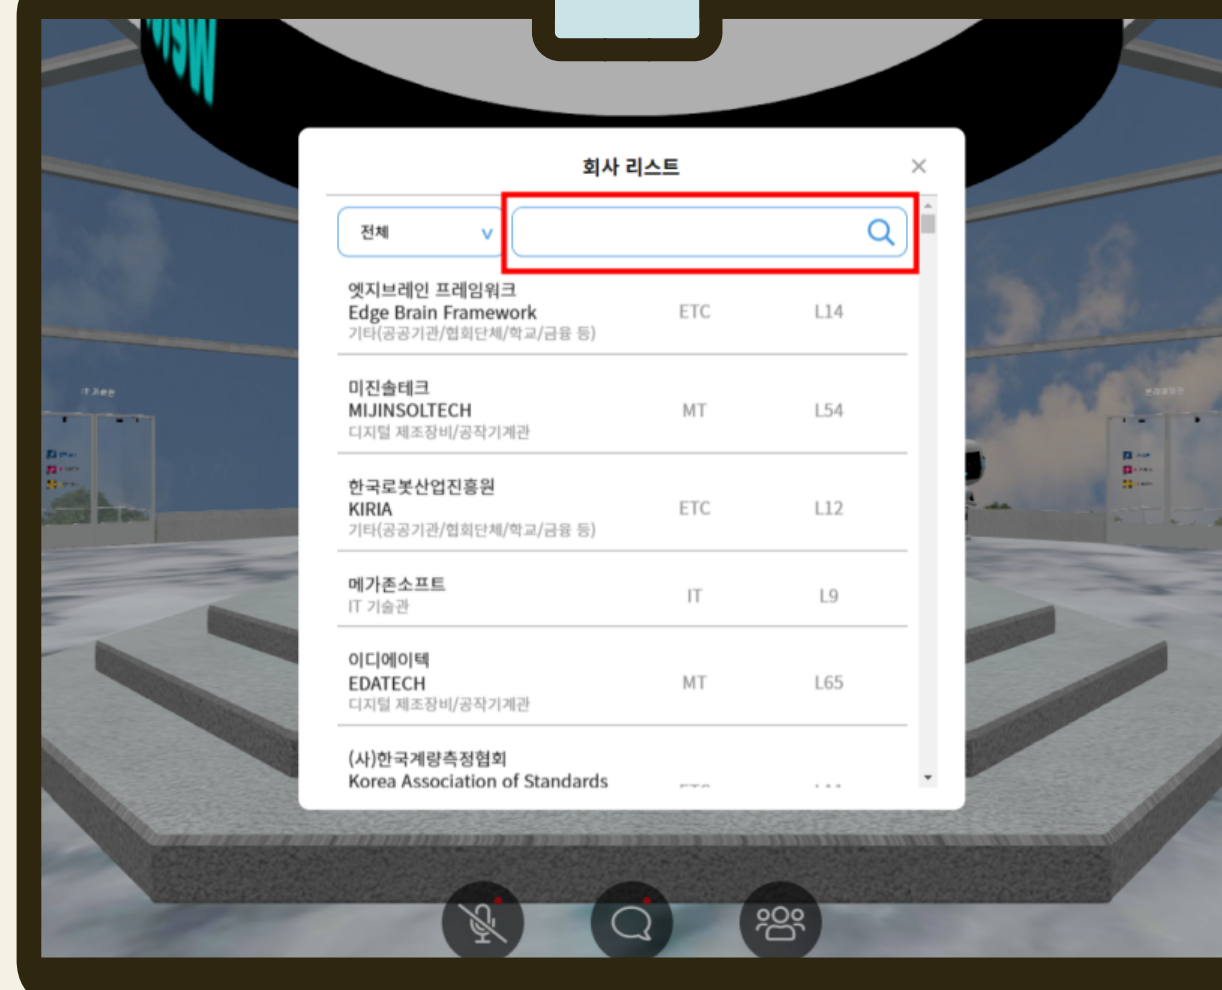 회사 리스트
전체
엣지브레인 프레임워크
Edge Brain Framework ETC L14
기타(공공기관/협회단체/학교/금융 등)
미진솔테크
MIJINSOLTECH MT L54
디지털 제조장비/공작기계관
한국로봇산업진흥원
KIRIA ETC L12
기타(공공기관/협회단체/학교/금융 등)
메가존소프트
IT 기술관 IT L9
이디에이텍
EDATECH MT L65
디지털 제조장비/공작기계관
(사)한국계량측정협회
Korea Association of Standards